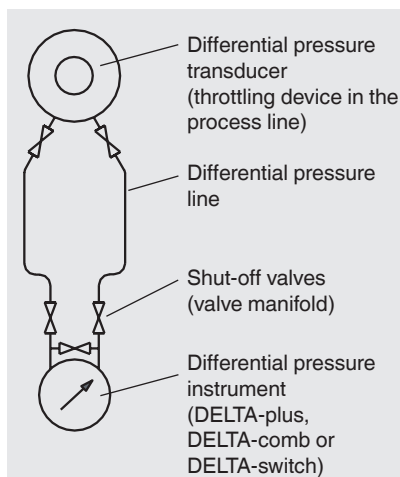 Differential pressure
transducer
(throttling device in the
process line)
Differential pressure
line
Shut-off valves
(valve manifold)
Differential pressure
instrument
(DELTA-plus,
DELTA-comb or
DELTA-switch)